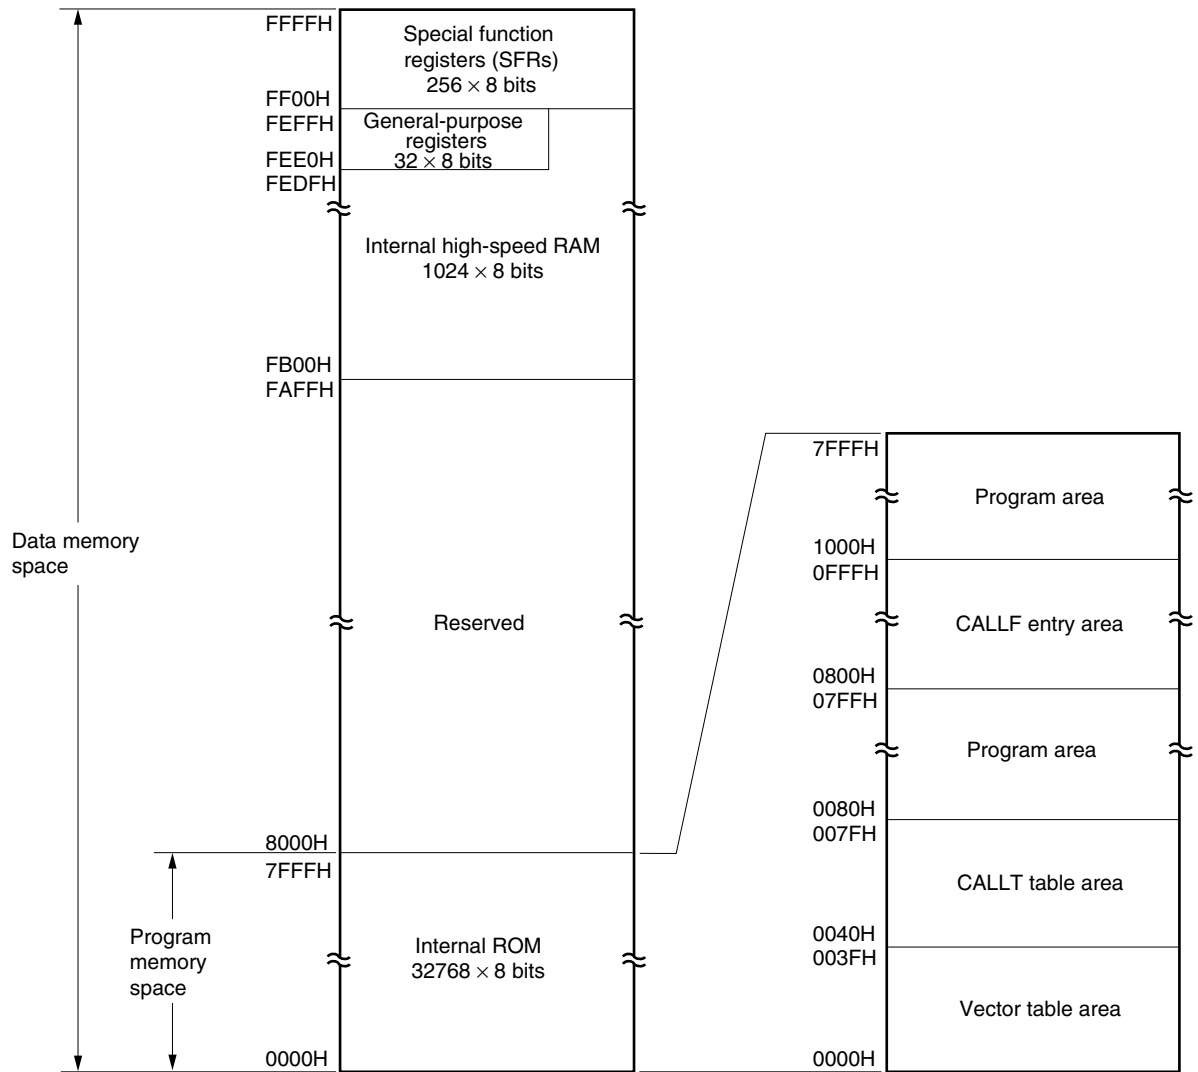 FFFFH
Special function
registers (SFRs)
256 × 8 bits
FF00H
FEFFH
General-purpose
registers
32 × 8 bits
FEE0H
FEDFH
Internal high-speed RAM
1024 × 8 bits
FB00H
FAFFH
Data memory
space
Reserved
8000H
7FFFH
Program
memory
space
Internal ROM
32768 × 8 bits
0000H
7FFFH
Program area
1000H
0FFFH
CALLF entry area
0800H
07FFH
Program area
0080H
007FH
CALLT table area
0040H
003FH
Vector table area
0000H